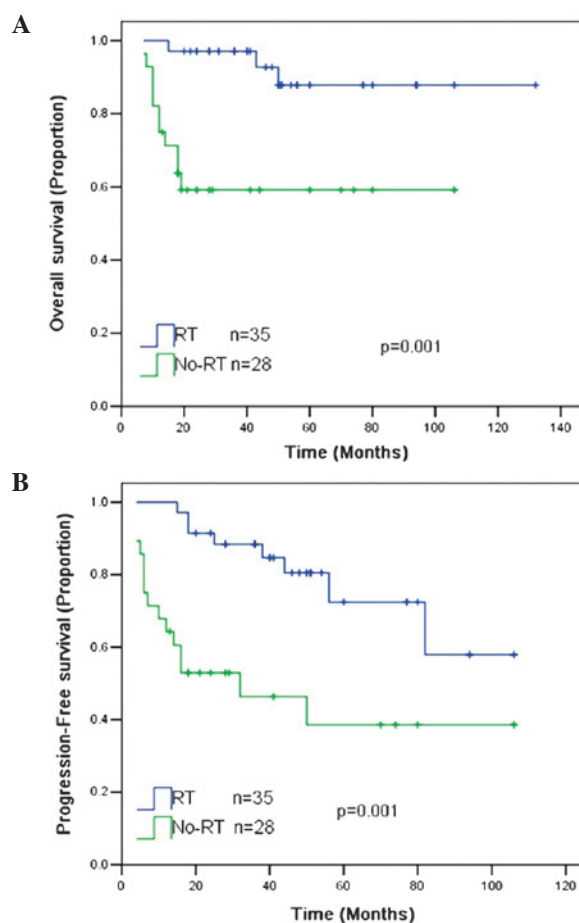 A
Overall survival (Proportion)
1.0
0.8
0.6
0.4
0.2
0.0
RT n=35
No-RT n=28
p=0.001
0 20 40 60 80 100 120 140
Time (Months)
B
Progression-Free survival (Proportion)
1.0
0.8
0.6
0.4
0.2
0.0
RT n=35
No-RT n=28
p=0.001
0 20 40 60 80 100 120
Time (Months)